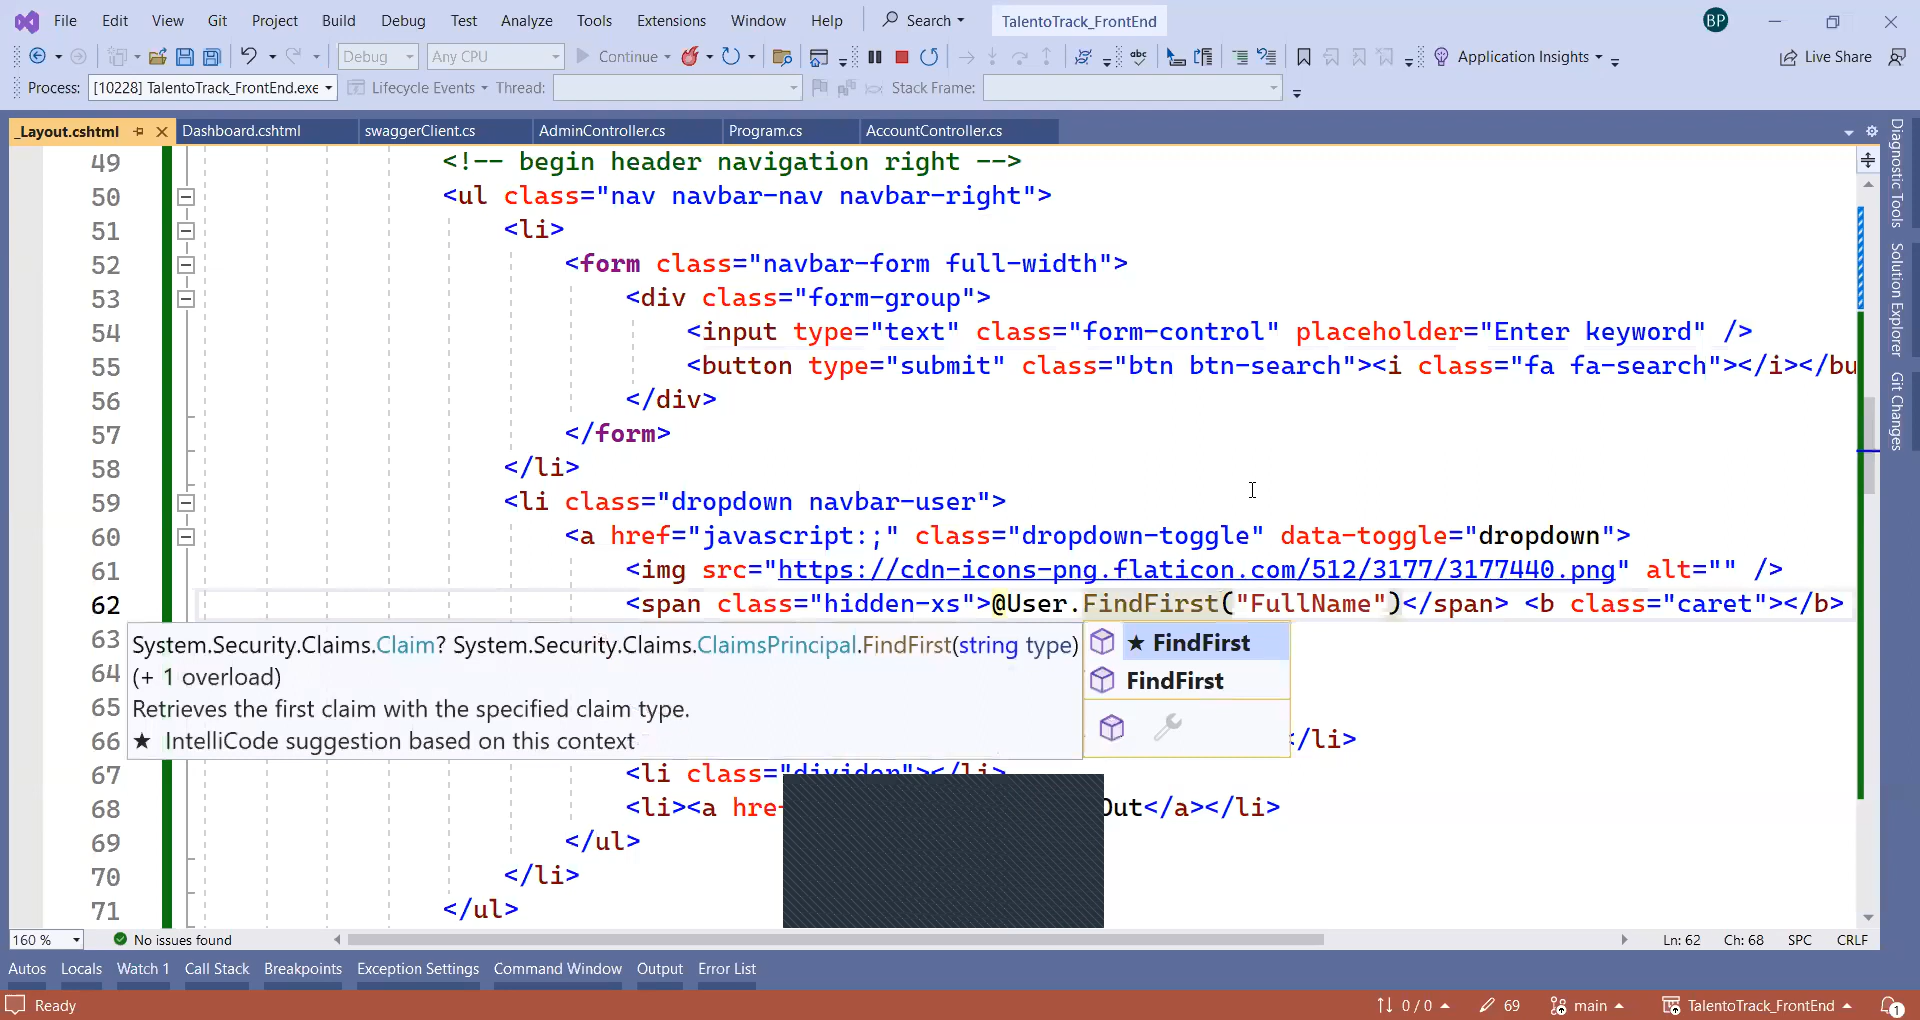 File Edit View Git Project Build Debug Test Analyze Tools Extensions Window Help Search TalentoTrack_FrontEnd BP
Debug Any CPU Continue Application Insights Live Share
Process: [10228] TalentoTrack_FrontEnd.exe Lifecycle Events Thread: Stack Frame:
_Layout.cshtml Dashboard.cshtml swaggerClient.cs AdminController.cs Program.cs AccountController.cs
49 <!-- begin header navigation right -->
50 <ul class="nav navbar-nav navbar-right">
51 <li>
52 <form class="navbar-form full-width">
53 <div class="form-group">
54 <input type="text" class="form-control" placeholder="Enter keyword" />
55 <button type="submit" class="btn btn-search"><i class="fa fa-search"></i></bu
56 </div>
57 </form>
58 </li>
59 <li class="dropdown navbar-user">
60 <a href="javascript:;" class="dropdown-toggle" data-toggle="dropdown">
61 <img src="https://cdn-icons-png.flaticon.com/512/3177/3177440.png" alt="" />
62 <span class="hidden-xs">@User.FindFirst("FullName")</span> <b class="caret"></b>
63 System.Security.Claims.Claim? System.Security.Claims.ClaimsPrincipal.FindFirst(string type) ★ FindFirst
64 (+ 1 overload) FindFirst
65 Retrieves the first claim with the specified claim type.
66 ★ IntelliCode suggestion based on this context </li>
67 <li class="divider"></li>
68 <li><a hre Out</a></li>
69 </ul>
70 </li>
71 </ul>
160 % No issues found Ln: 62 Ch: 68 SPC CRLF
Autos Locals Watch 1 Call Stack Breakpoints Exception Settings Command Window Output Error List
Ready 0 / 0 69 main TalentoTrack_FrontEnd 1
Diagnostic Tools
Solution Explorer
Git Changes